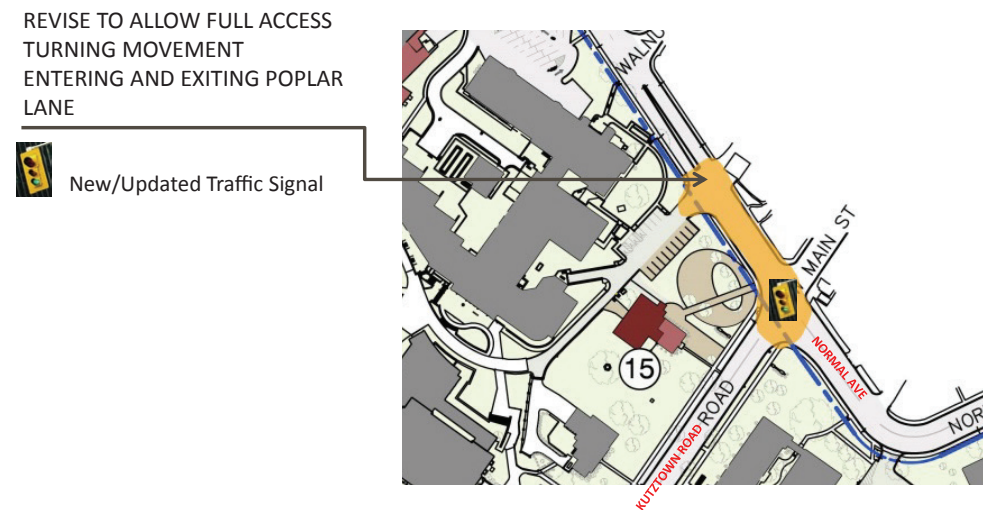 REVISE TO ALLOW FULL ACCESS
TURNING MOVEMENT
ENTERING AND EXITING POPLAR
LANE
New/Updated Traffic Signal
WALN
MAIN ST
15
NORMAL AVE
ROAD
KUTZTOWN ROAD
NOR